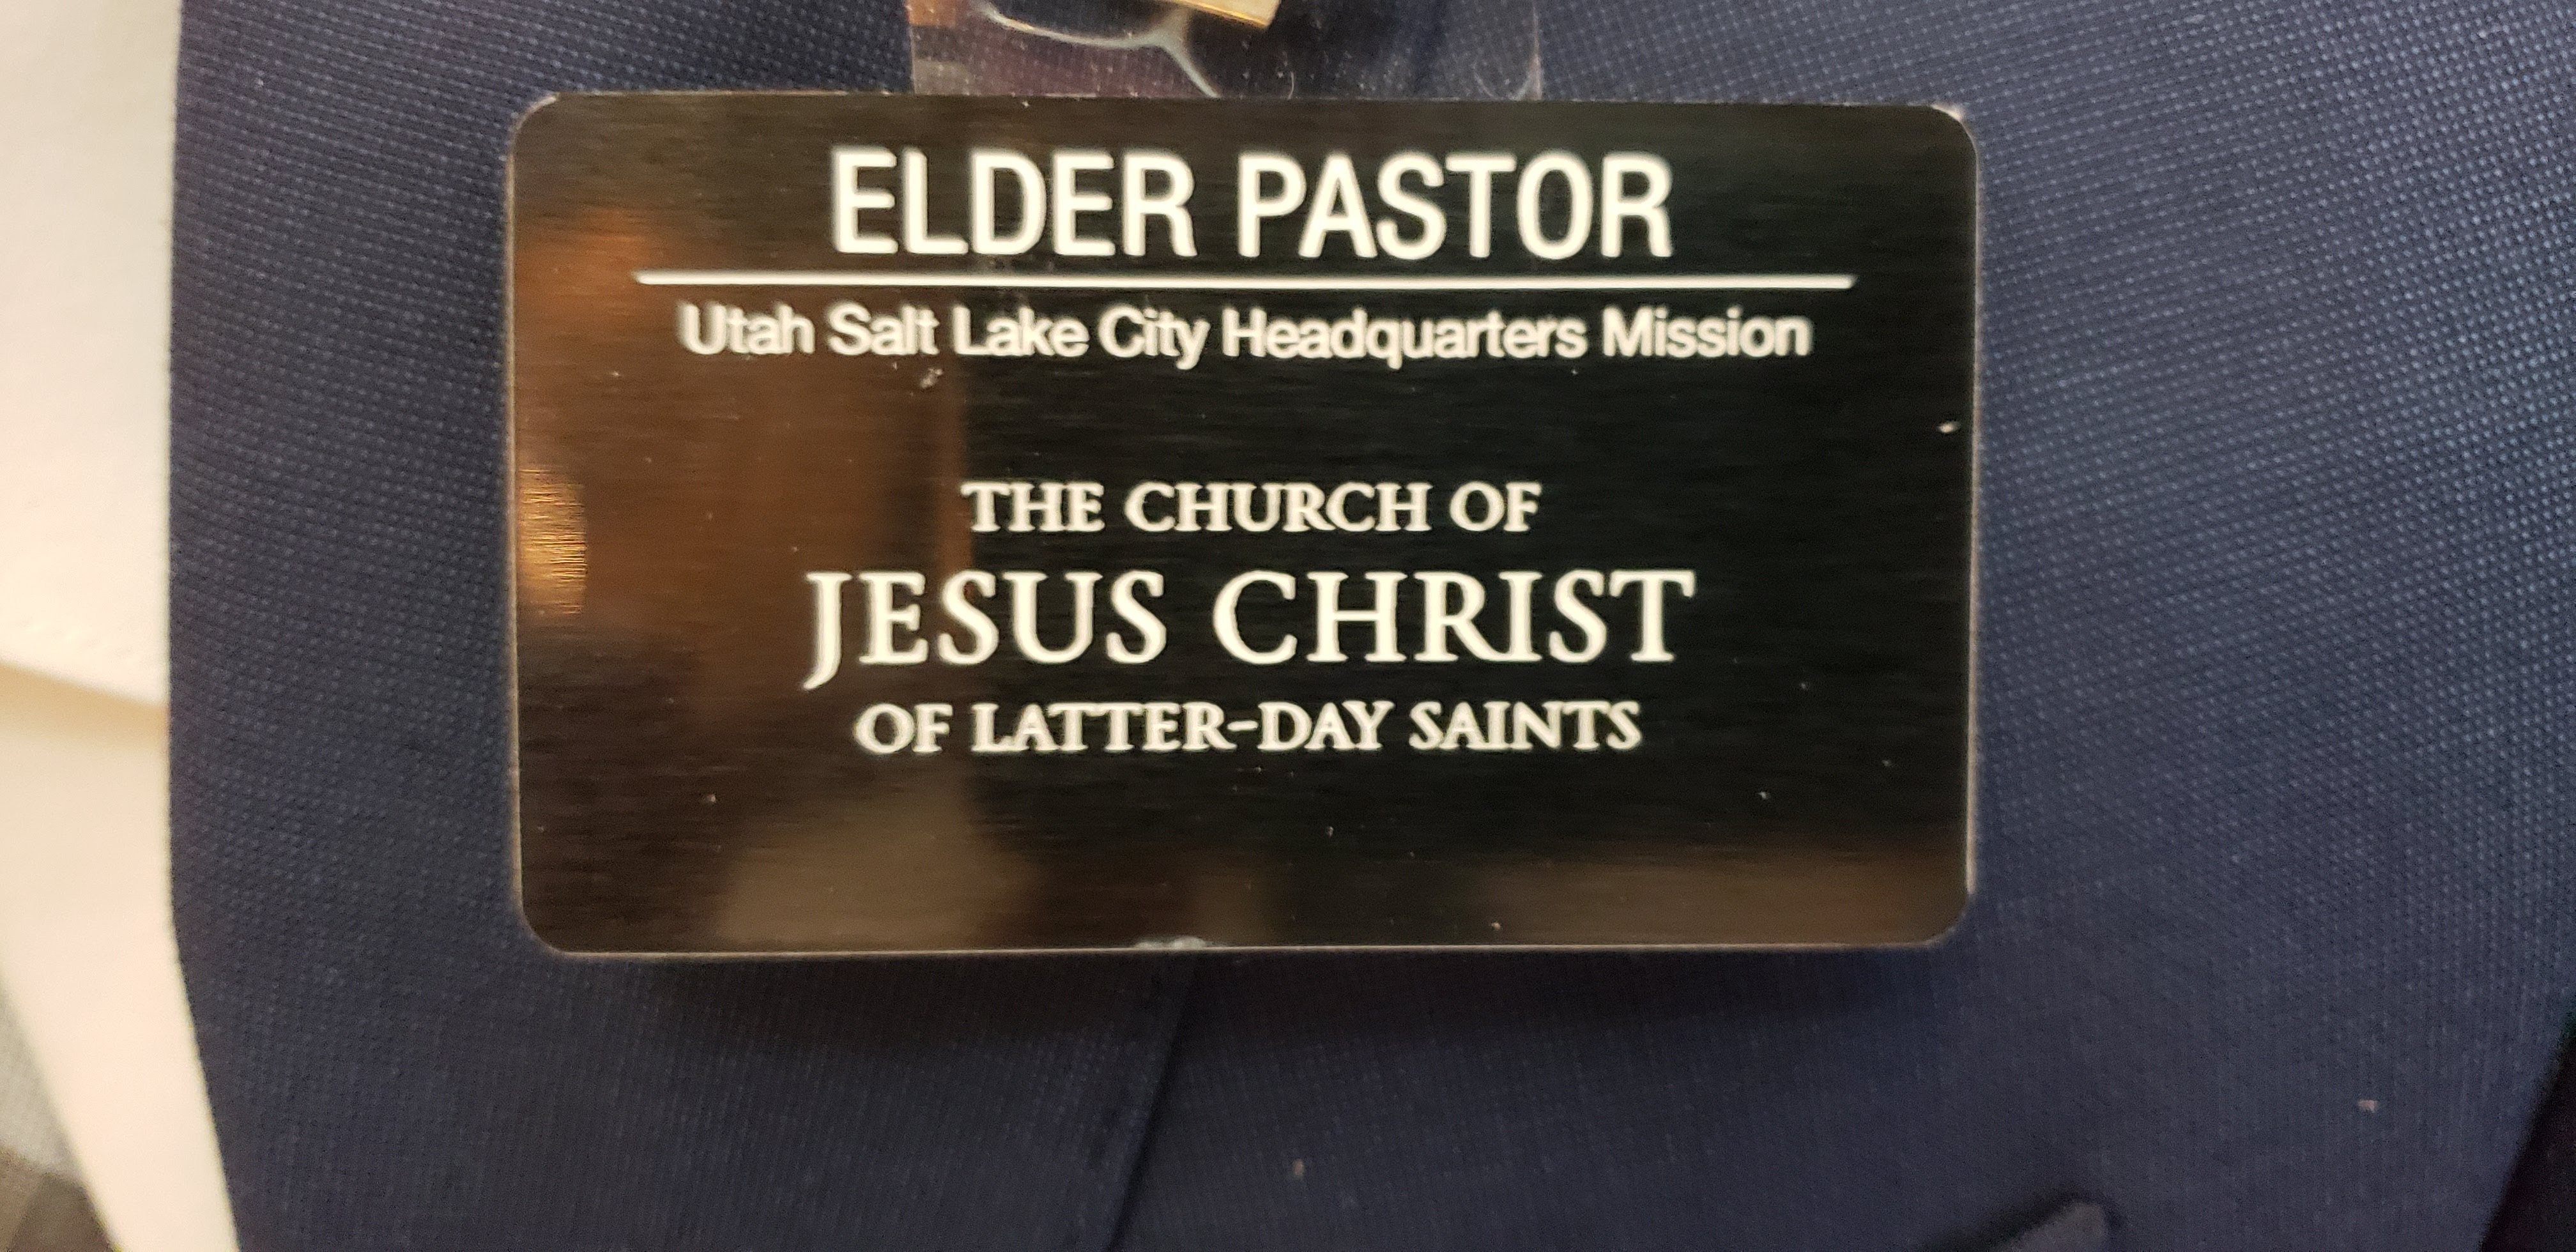 ELDER PASTOR
Utah Salt Lake City Headquarters Mission
THE CHURCH OF
JESUS CHRIST
OF LATTER-DAY SAINTS